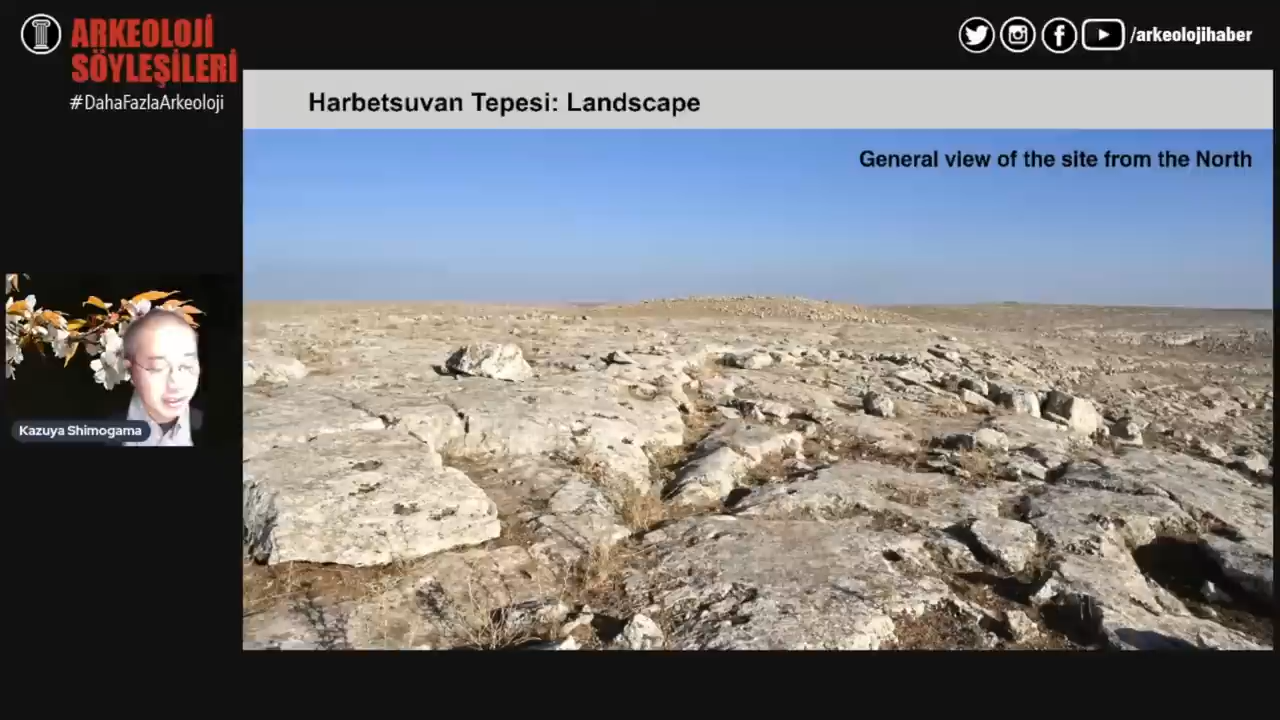 ARKEOLOJİ
SÖYLEŞİLERİ
#DahaFazlaArkeoloji
/arkeolojihaber
Harbetsuvan Tepesi: Landscape
General view of the site from the North
Kazuya Shimogama